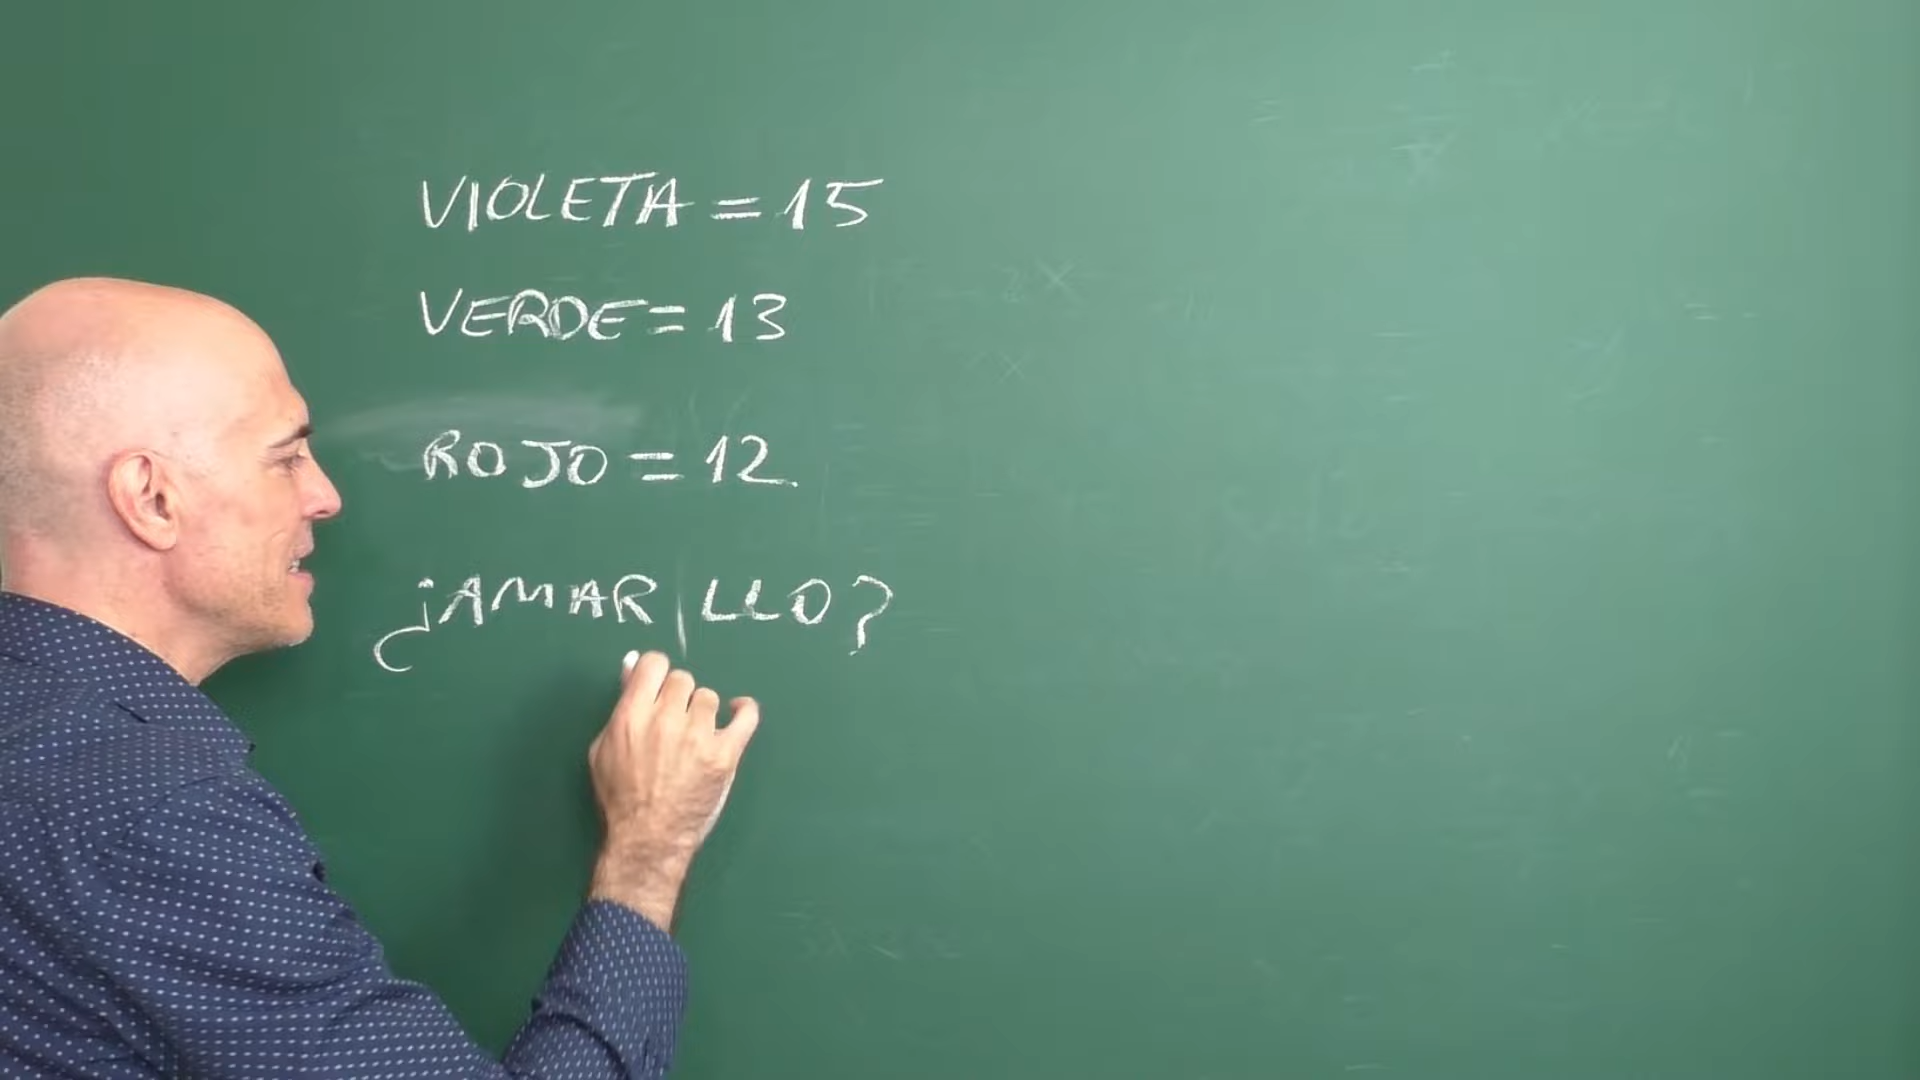 VIOLETA = 15
VERDE = 13
ROJO = 12
¿AMARILLO?